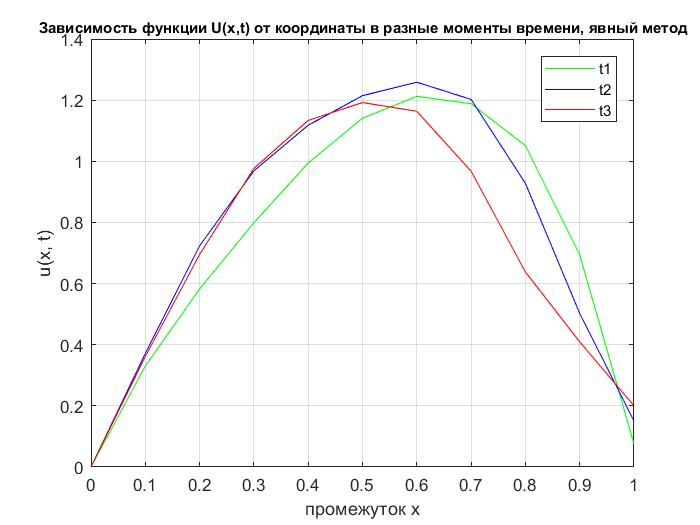 Зависимость функции U(x,t) от координаты в разные моменты времени, явный метод
1.4
1.2
1
0.8
0.6
0.4
0.2
0
u(x, t)
t1
t2
t3
0 0.1 0.2 0.3 0.4 0.5 0.6 0.7 0.8 0.9 1
промежуток x